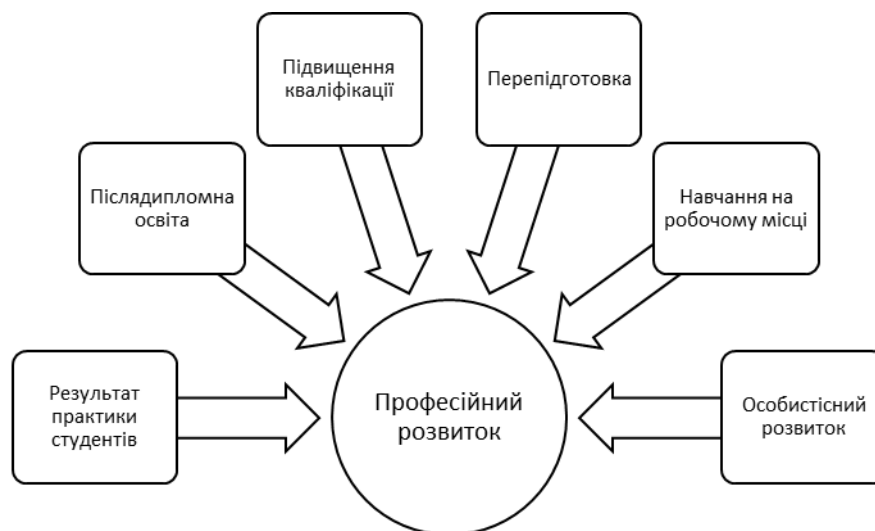 Підвищення
кваліфікації
Перепідготовка
Післядипломна
освіта
Навчання на
робочому місці
Результат
практики
студентів
Професійний
розвиток
Особистісний
розвиток